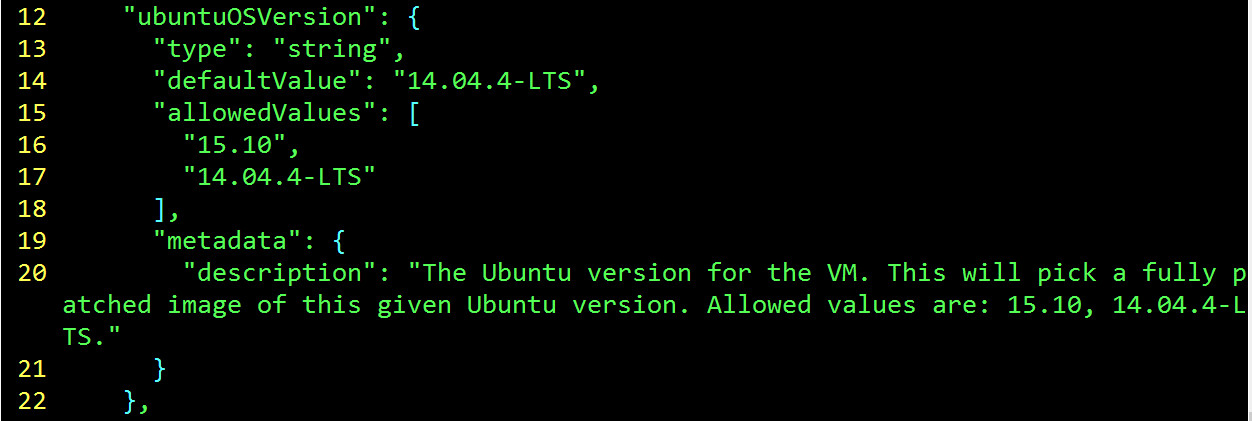 12     "ubuntuOSVersion": {
13       "type": "string",
14       "defaultValue": "14.04.4-LTS",
15       "allowedValues": [
16         "15.10",
17         "14.04.4-LTS"
18       ],
19       "metadata": {
20         "description": "The Ubuntu version for the VM. This will pick a fully p
atched image of this given Ubuntu version. Allowed values are: 15.10, 14.04.4-L
TS."
21       }
22     },